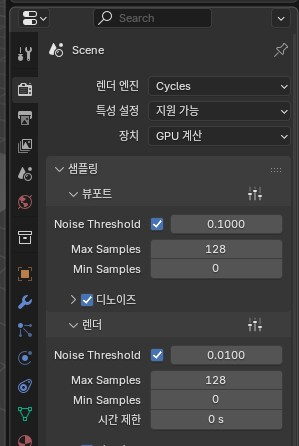 Search
Scene
렌더 엔진 Cycles
특성 설정 지원 가능
장치 GPU 계산
샘플링
뷰포트
Noise Threshold 0.1000
Max Samples 128
Min Samples 0
디노이즈
렌더
Noise Threshold 0.0100
Max Samples 128
Min Samples 0
시간 제한 0 s